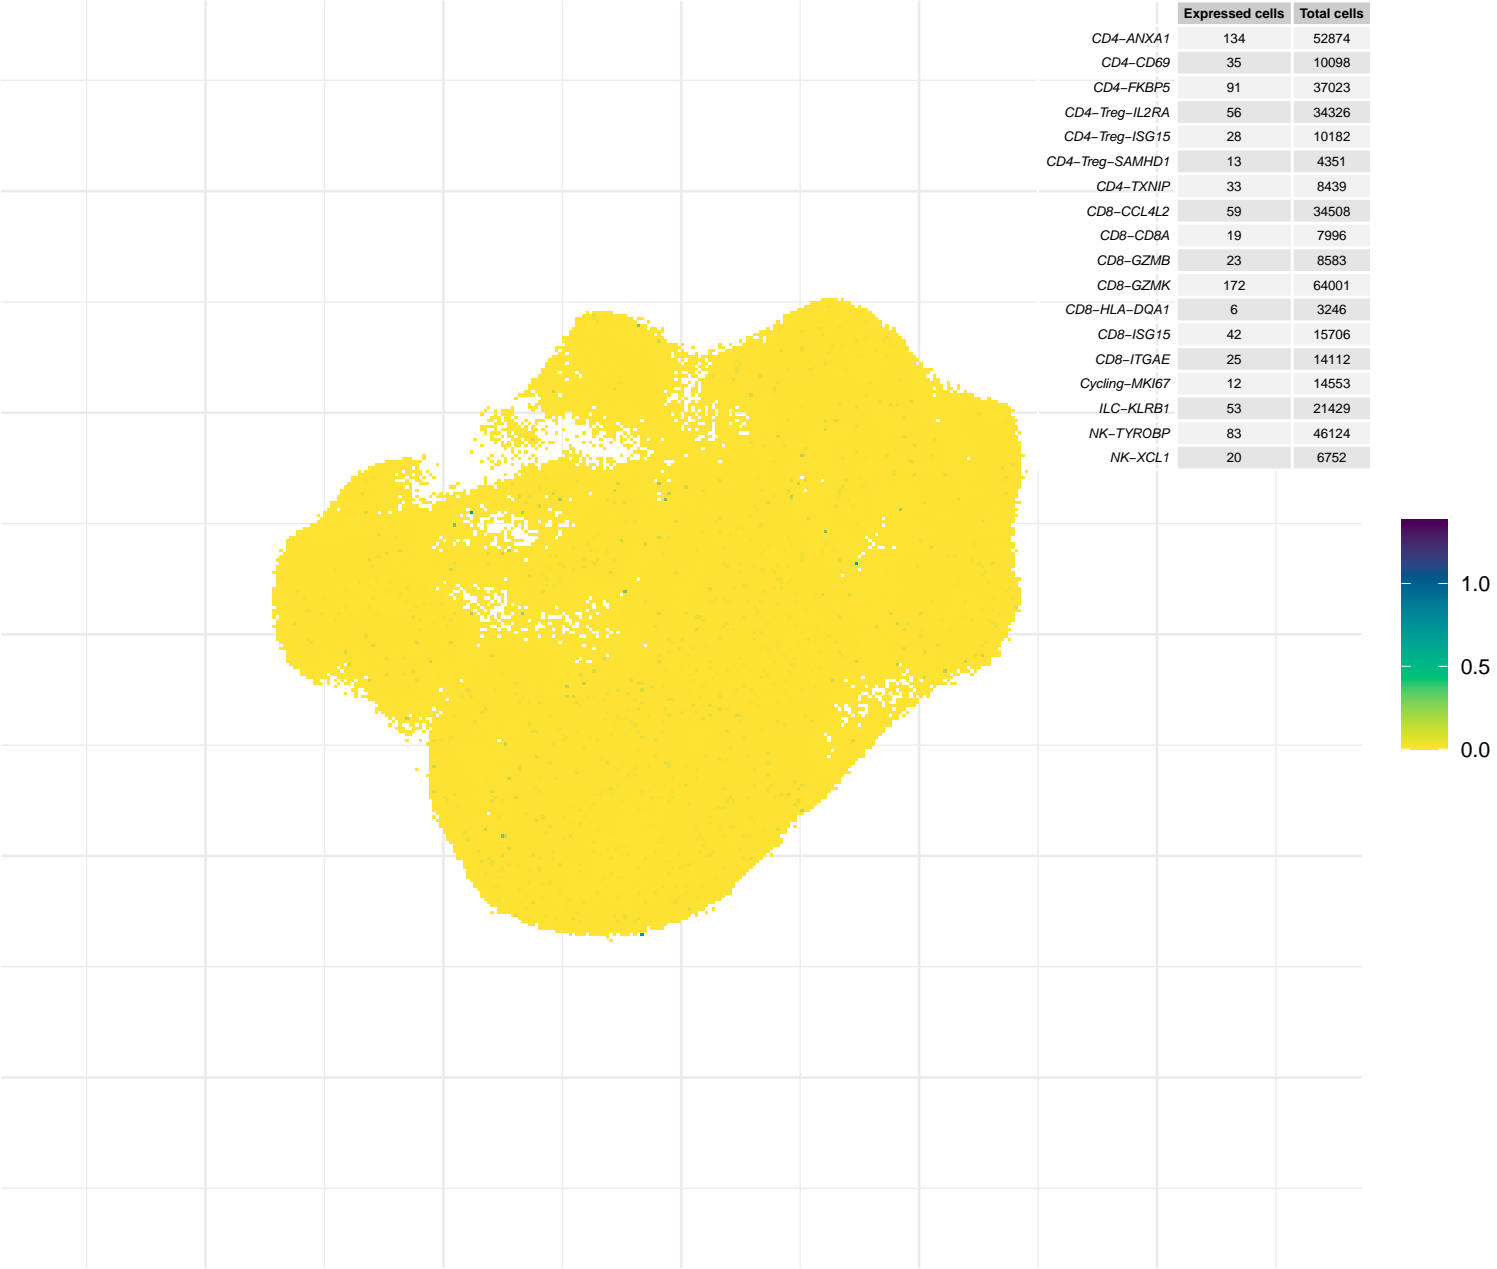 Expressed cells Total cells
CD4−ANXA1 134 52874
CD4−CD69 35 10098
CD4−FKBP5 91 37023
CD4−Treg−IL2RA 56 34326
CD4−Treg−ISG15 28 10182
CD4−Treg−SAMHD1 13 4351
CD4−TXNIP 33 8439
CD8−CCL4L2 59 34508
CD8−CD8A 19 7996
CD8−GZMB 23 8583
CD8−GZMK 172 64001
CD8−HLA−DQA1 6 3246
CD8−ISG15 42 15706
CD8−ITGAE 25 14112
Cycling−MKI67 12 14553
ILC−KLRB1 53 21429
NK−TYROBP 83 46124
NK−XCL1 20 6752
1.0
0.5
0.0